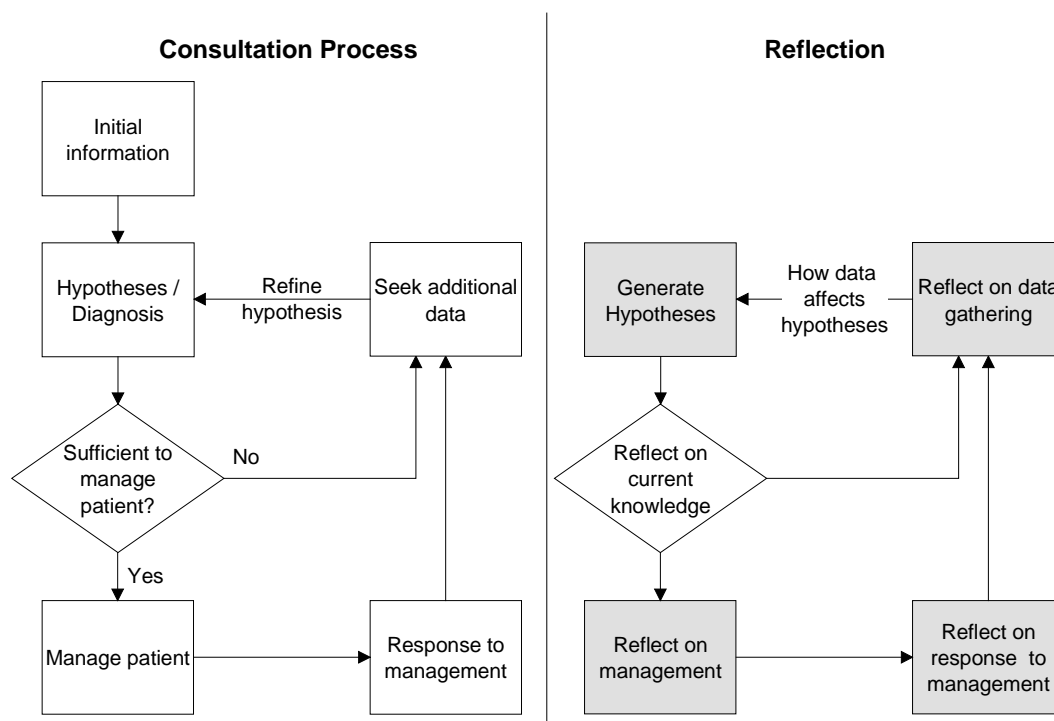 Consultation Process
Initial
information
Hypotheses /
Diagnosis
Refine
hypothesis
Seek additional
data
Sufficient to
manage
patient?
No
Yes
Manage patient
Response to
management
Reflection
Generate
Hypotheses
How data
affects
hypotheses
Reflect on data
gathering
Reflect on
current
knowledge
Reflect on
management
Reflect on
response to
management